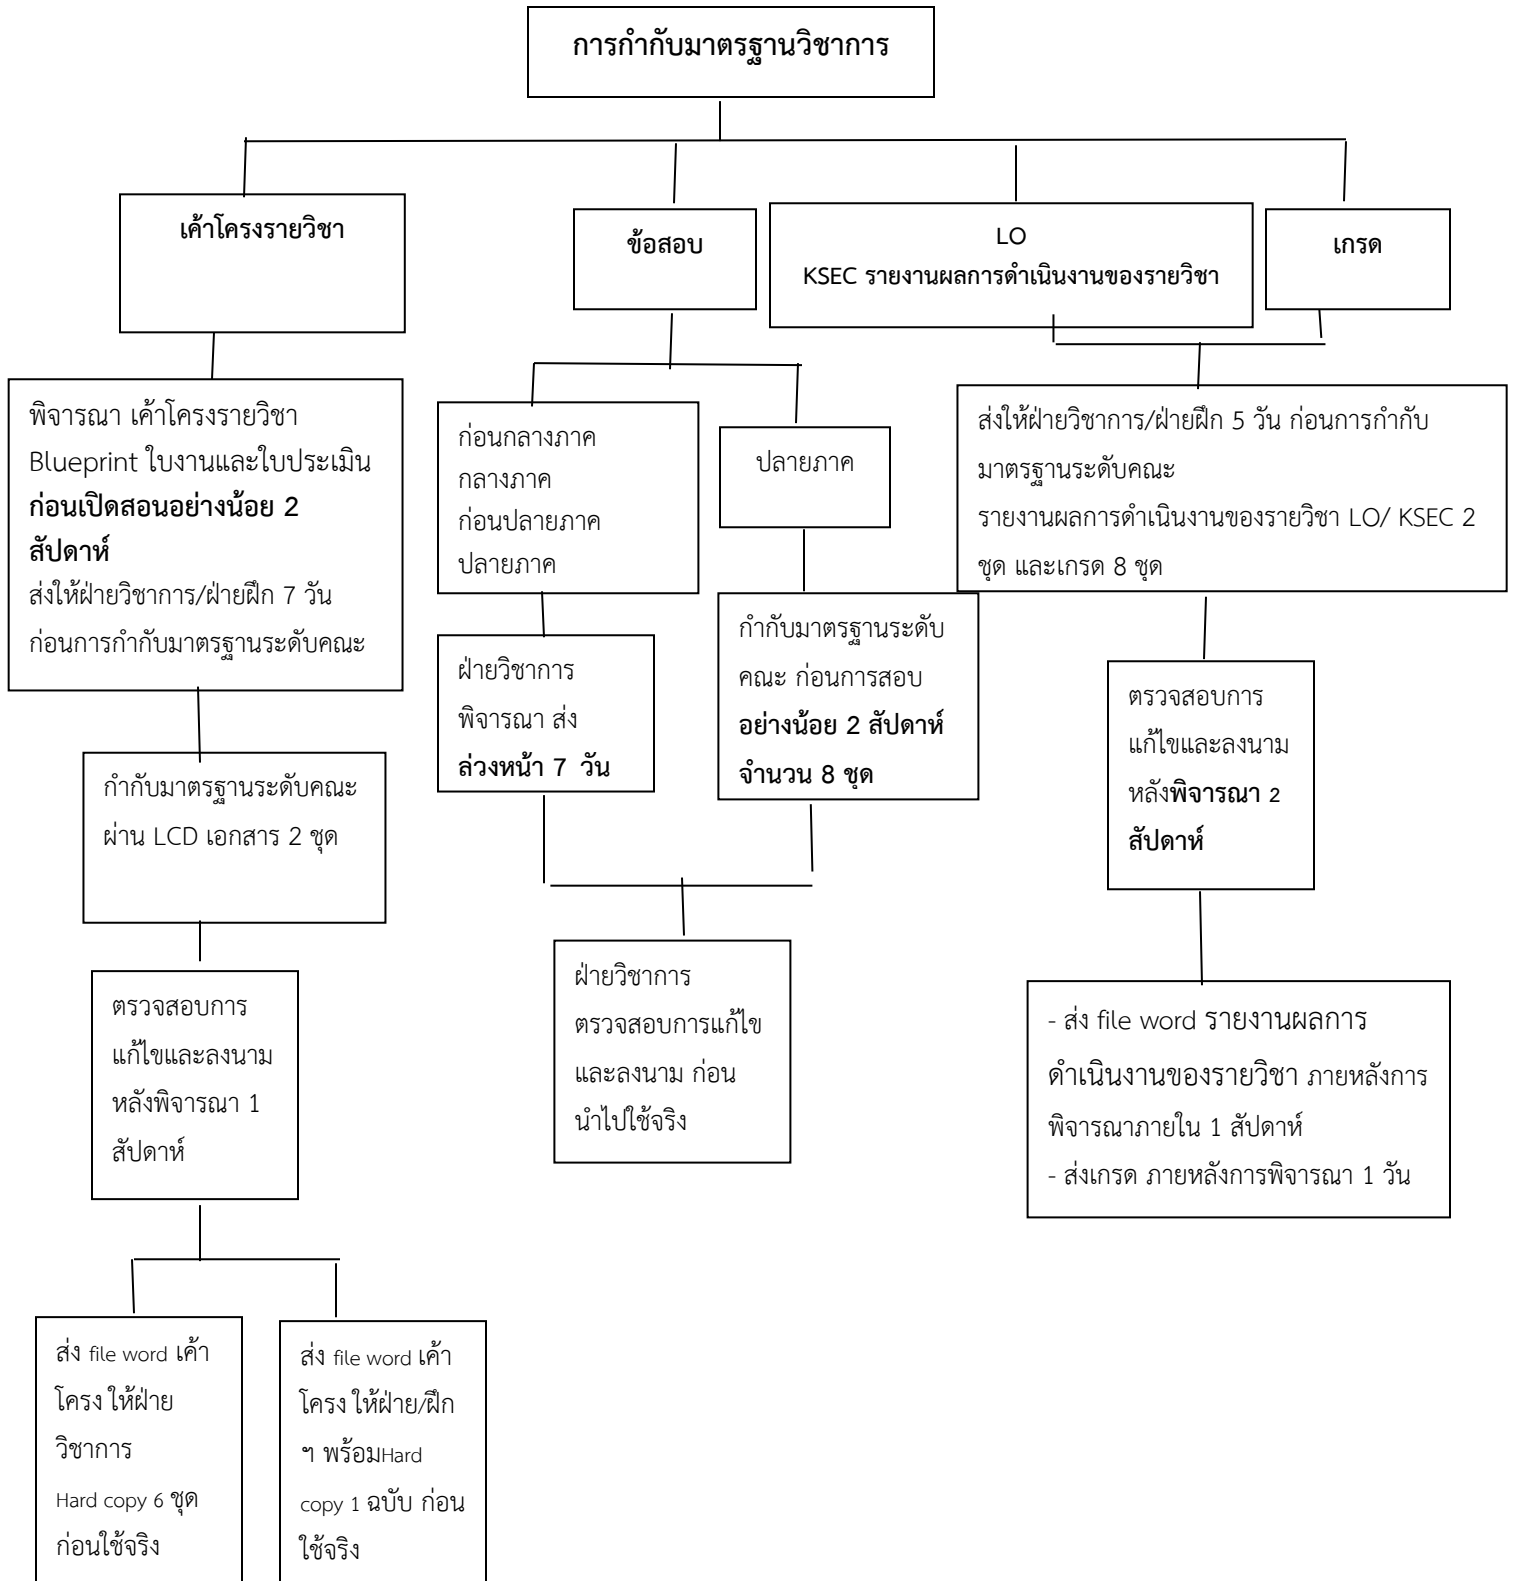 การกำกับมาตรฐานวิชาการ
เค้าโครงรายวิชา
ข้อสอบ
LO
KSEC รายงานผลการดำเนินงานของรายวิชา
เกรด
พิจารณา เค้าโครงรายวิชา
Blueprint ใบงานและใบประเมิน
ก่อนเปิดสอนอย่างน้อย 2
สัปดาห์
ส่งให้ฝ่ายวิชาการ/ฝ่ายฝึก 7 วัน
ก่อนการกำกับมาตรฐานระดับคณะ
ก่อนกลางภาค
กลางภาค
ก่อนปลายภาค
ปลายภาค
ปลายภาค
ส่งให้ฝ่ายวิชาการ/ฝ่ายฝึก 5 วัน ก่อนการกำกับ
มาตรฐานระดับคณะ
รายงานผลการดำเนินงานของรายวิชา LO/ KSEC 2
ชุด และเกรด 8 ชุด
ฝ่ายวิชาการ
พิจารณา ส่ง
ล่วงหน้า 7 วัน
กำกับมาตรฐานระดับ
คณะ ก่อนการสอบ
อย่างน้อย 2 สัปดาห์
จำนวน 8 ชุด
ตรวจสอบการ
แก้ไขและลงนาม
หลังพิจารณา 2
สัปดาห์
กำกับมาตรฐานระดับคณะ
ผ่าน LCD เอกสาร 2 ชุด
ตรวจสอบการ
แก้ไขและลงนาม
หลังพิจารณา 1
สัปดาห์
ฝ่ายวิชาการ
ตรวจสอบการแก้ไข
และลงนาม ก่อน
นำไปใช้จริง
- ส่ง file word รายงานผลการ
ดำเนินงานของรายวิชา ภายหลังการ
พิจารณาภายใน 1 สัปดาห์
- ส่งเกรด ภายหลังการพิจารณา 1 วัน
ส่ง file word เค้า
โครง ให้ฝ่าย
วิชาการ
Hard copy 6 ชุด
ก่อนใช้จริง
ส่ง file word เค้า
โครง ให้ฝ่าย/ฝึก
ฯ พร้อมHard
copy 1 ฉบับ ก่อน
ใช้จริง